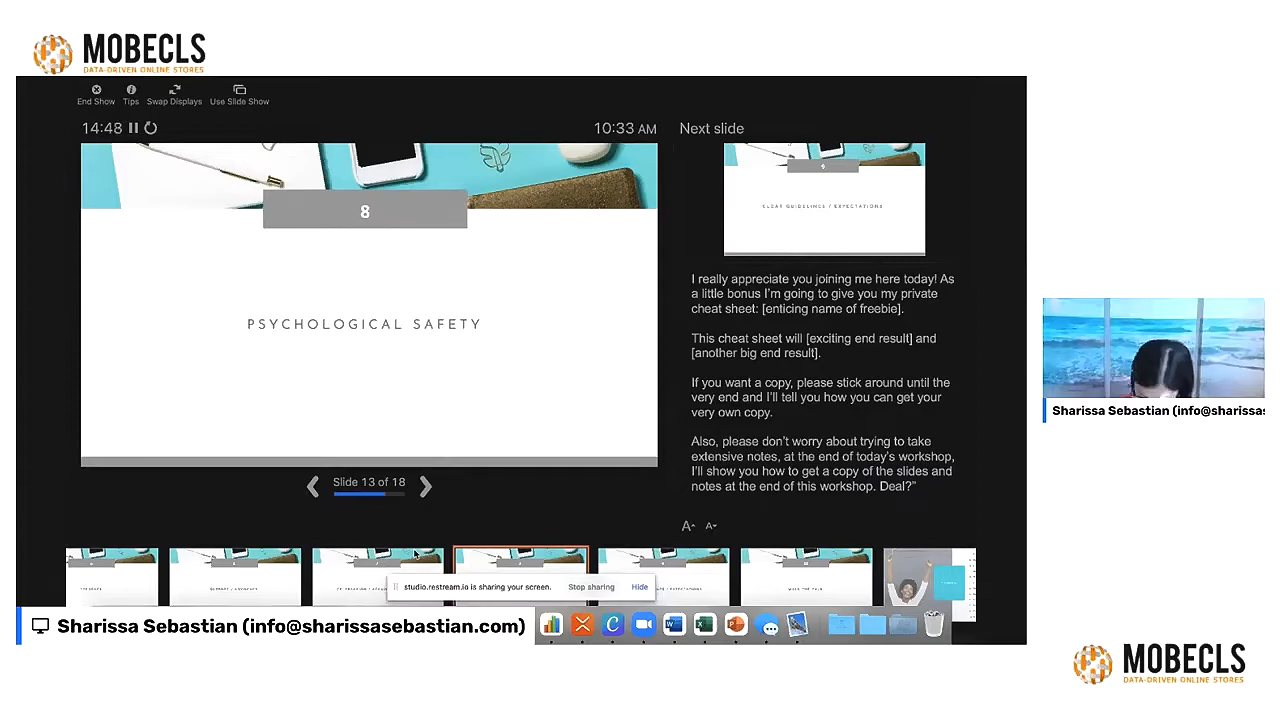 MOBECLS
DATA-DRIVEN ONLINE STORES
End Show
Tips
Swap Displays
Use Slide Show
14:48
10:33 AM
Next slide
8
PSYCHOLOGICAL SAFETY
9
CLEAR GUIDELINES / EXPECTATIONS
I really appreciate you joining me here today! As
a little bonus I'm going to give you my private
cheat sheet: [enticing name of freebie].
This cheat sheet will [exciting end result] and
[another big end result].
If you want a copy, please stick around until the
very end and I'll tell you how you can get your
very own copy.
Also, please don't worry about trying to take
extensive notes, at the end of today's workshop,
I'll show you how to get a copy of the slides and
notes at the end of this workshop. Deal?"
Slide 13 of 18
A
A
studio.restream.io is sharing your screen.
Stop sharing
Hide
Sharissa Sebastian (info@sharissasebastian.com)
Sharissa Sebastian (info@sharissas
MOBECLS
DATA-DRIVEN ONLINE STORES